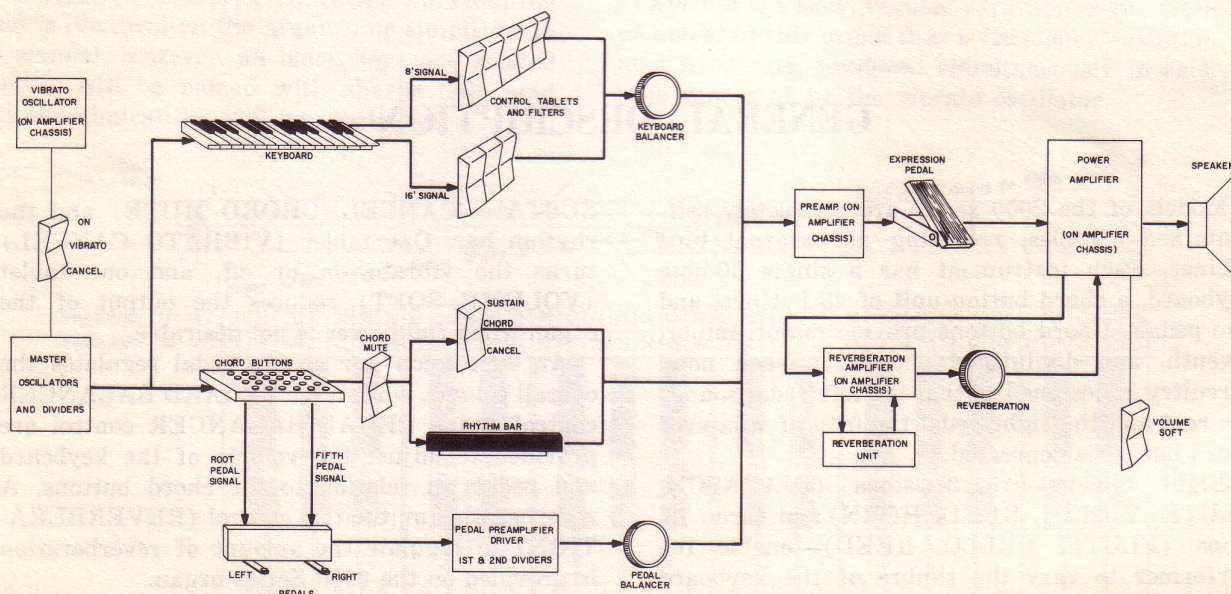 VIBRATO
OSCILLATOR
(ON AMPLIFIER
CHASSIS)
VIBRATO
CANCEL
MASTER
OSCILLATORS
AND DIVIDERS
KEYBOARD
8' SIGNAL
16' SIGNAL
CONTROL TABLETS
AND FILTERS
KEYBOARD
BALANCER
CHORD BUTTONS
CHORD
MUTE
SUSTAIN
CHORD
CANCEL
RHYTHM BAR
ROOT
PEDAL
SIGNAL
FIFTH
PEDAL
SIGNAL
LEFT
RIGHT
PEDALS
PEDAL PREAMPLIFIER
DRIVER
1ST & 2ND DIVIDERS
PEDAL
BALANCER
PREAMP. (ON
AMPLIFIER
CHASSIS)
EXPRESSION
PEDAL
POWER
AMPLIFIER
(ON AMPLIFIER
CHASSIS)
SPEAKER
REVERBERATION
AMPLIFIER
(ON AMPLIFIER
CHASSIS)
REVERBERATION
REVERBERATION
UNIT
VOLUME
SOFT